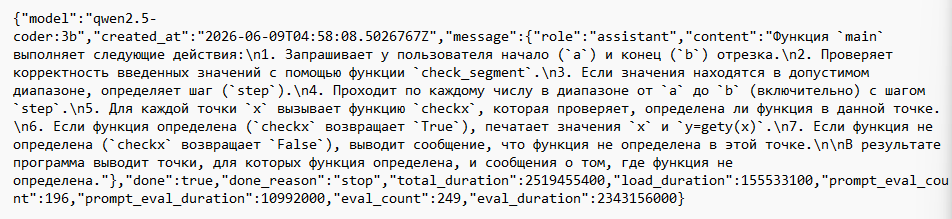 {"model":"qwen2.5-
coder:3b","created_at":"2026-06-09T04:58:08.5026767Z","message":{"role":"assistant","content":"Функция `main`
выполняет следующие действия:\n1. Запрашивает у пользователя начало (`a`) и конец (`b`) отрезка.\n2. Проверяет
корректность введенных значений с помощью функции `check_segment`.\n3. Если значения находятся в допустимом
диапазоне, определяет шаг (`step`).\n4. Проходит по каждому числу в диапазоне от `a` до `b` (включительно) с шагом
`step`.\n5. Для каждой точки `x` вызывает функцию `checkx`, которая проверяет, определена ли функция в данной точке.
\n6. Если функция определена (`checkx` возвращает `True`), печатает значения `x` и `y=gety(x)`.\n7. Если функция не
определена (`checkx` возвращает `False`), выводит сообщение, что функция не определена в этой точке.\n\nВ результате
программа выводит точки, для которых функция определена, и сообщения о том, где функция не
определена."},"done":true,"done_reason":"stop","total_duration":2519455400,"load_duration":155533100,"prompt_eval_cou
nt":196,"prompt_eval_duration":10992000,"eval_count":249,"eval_duration":2343156000}